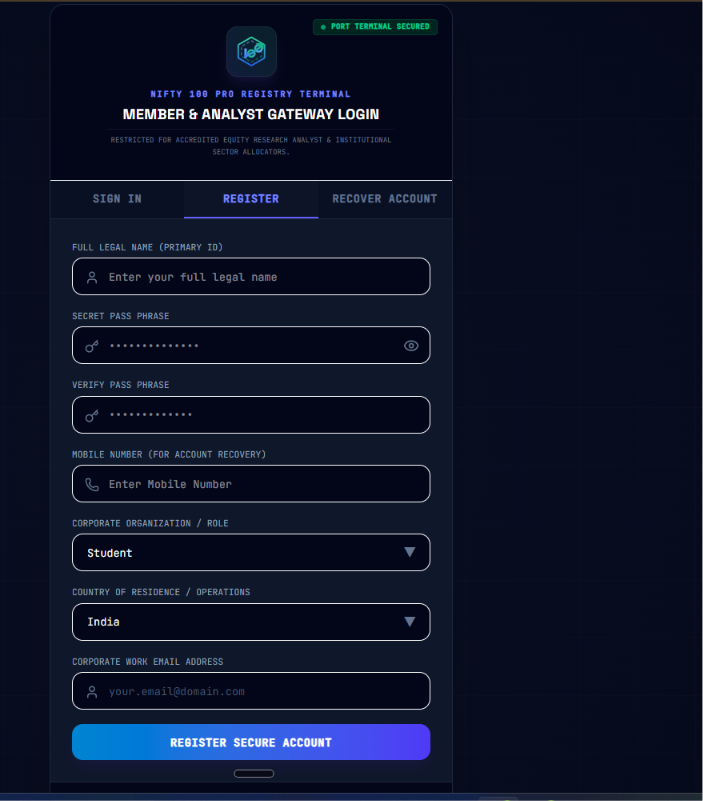 PORT TERMINAL SECURED
NIFTY 100 PRO REGISTRY TERMINAL
MEMBER & ANALYST GATEWAY LOGIN
RESTRICTED FOR ACCREDITED EQUITY RESEARCH ANALYST & INSTITUTIONAL
SECTOR ALLOCATORS.
SIGN IN
REGISTER
RECOVER ACCOUNT
FULL LEGAL NAME (PRIMARY ID)
Enter your full legal name
SECRET PASS PHRASE
••••••••••••••
VERIFY PASS PHRASE
•••••••••••••
MOBILE NUMBER (FOR ACCOUNT RECOVERY)
Enter Mobile Number
CORPORATE ORGANIZATION / ROLE
Student
COUNTRY OF RESIDENCE / OPERATIONS
India
CORPORATE WORK EMAIL ADDRESS
your.email@domain.com
REGISTER SECURE ACCOUNT